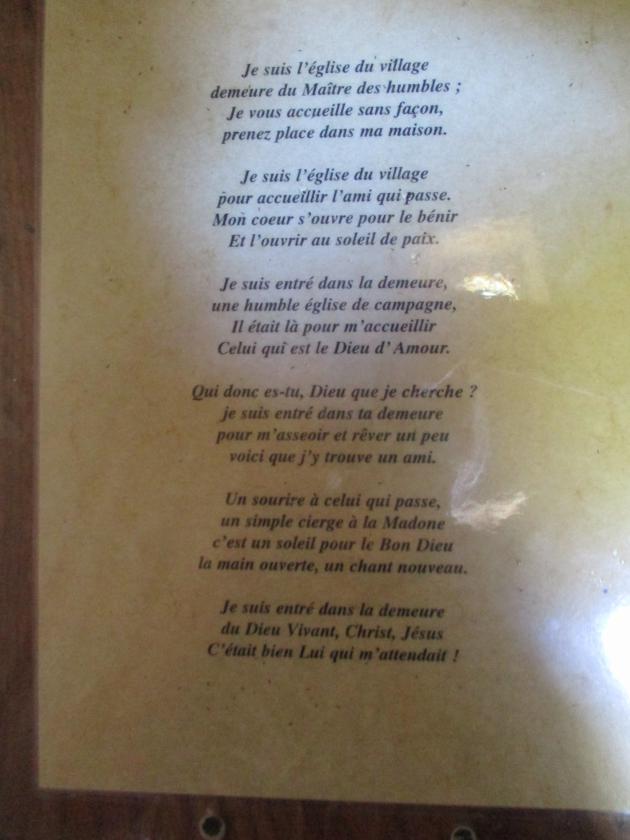 Je suis l'église du village
demeure du Maître des humbles ;
Je vous accueille sans façon,
prenez place dans ma maison.

Je suis l'église du village
pour accueillir l'ami qui passe.
Mon coeur s'ouvre pour le bénir
Et l'ouvrir au soleil de paix.

Je suis entré dans la demeure,
une humble église de campagne,
Il était là pour m'accueillir
Celui qui est le Dieu d'Amour.

Qui donc es-tu, Dieu que je cherche ?
je suis entré dans ta demeure
pour m'asseoir et rêver un peu
voici que j'y trouve un ami.

Un sourire à celui qui passe,
un simple cierge à la Madone
c'est un soleil pour le Bon Dieu
la main ouverte, un chant nouveau.

Je suis entré dans la demeure
du Dieu Vivant, Christ, Jésus
C'était bien Lui qui m'attendait !